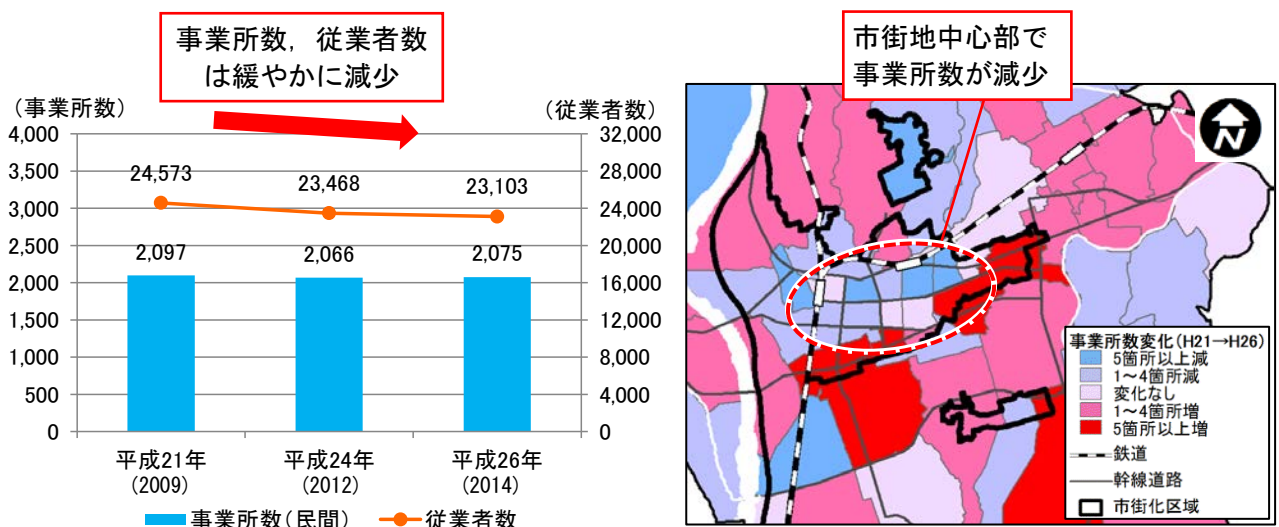 事業所数，従業者数
は緩やかに減少
（事業所数）
（従業者数）
4,000
3,500
3,000
2,500
2,000
1,500
1,000
500
0
32,000
28,000
24,000
20,000
16,000
12,000
8,000
4,000
0
24,573
23,468
23,103
2,097
2,066
2,075
平成21年
(2009)
平成24年
(2012)
平成26年
(2014)
事業所数(民間)
従業者数
市街地中心部で
事業所数が減少
N
事業所数変化(H21→H26)
5箇所以上減
1～4箇所減
変化なし
1～4箇所増
5箇所以上増
鉄道
幹線道路
市街化区域